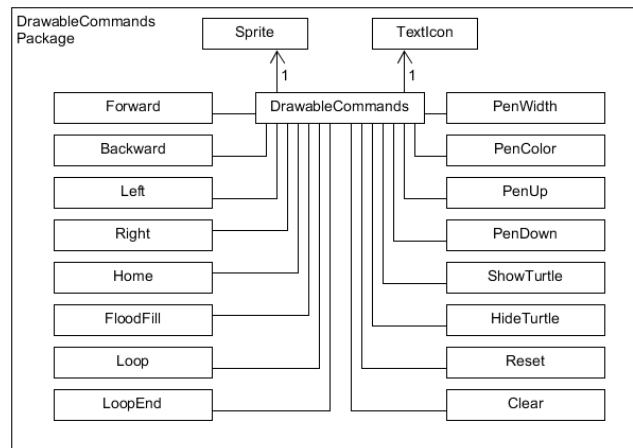 DrawableCommands
Package
Sprite
TextIcon
1
1
DrawableCommands
Forward
PenWidth
Backward
PenColor
Left
PenUp
Right
PenDown
Home
ShowTurtle
FloodFill
HideTurtle
Loop
Reset
LoopEnd
Clear